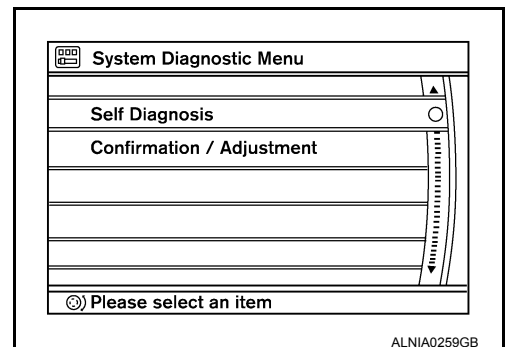 System Diagnostic Menu
Self Diagnosis
Confirmation / Adjustment
Please select an item
ALNIA0259GB